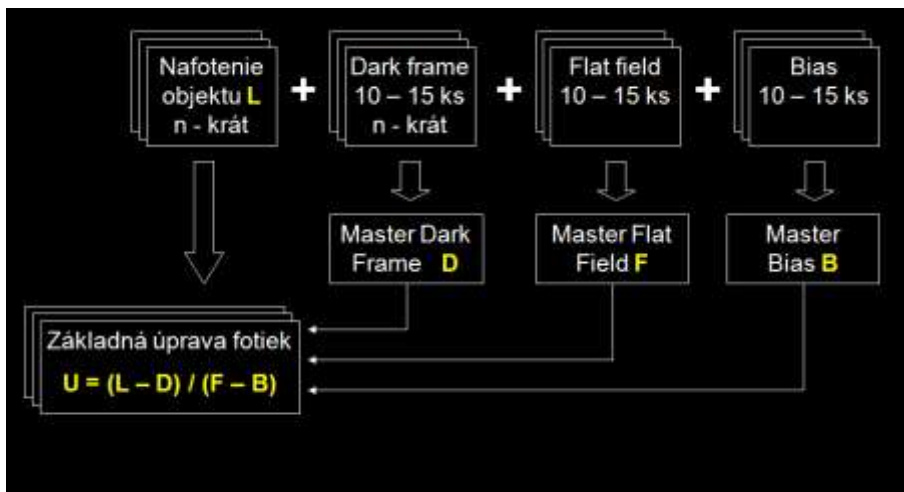 Nafotenie
objektu L
n - krát
+
Dark frame
10 – 15 ks
n - krát
+
Flat field
10 – 15 ks
+
Bias
10 – 15 ks
Master Dark
Frame D
Master Flat
Field F
Master
Bias B
Základná úprava fotiek
U = (L – D) / (F – B)